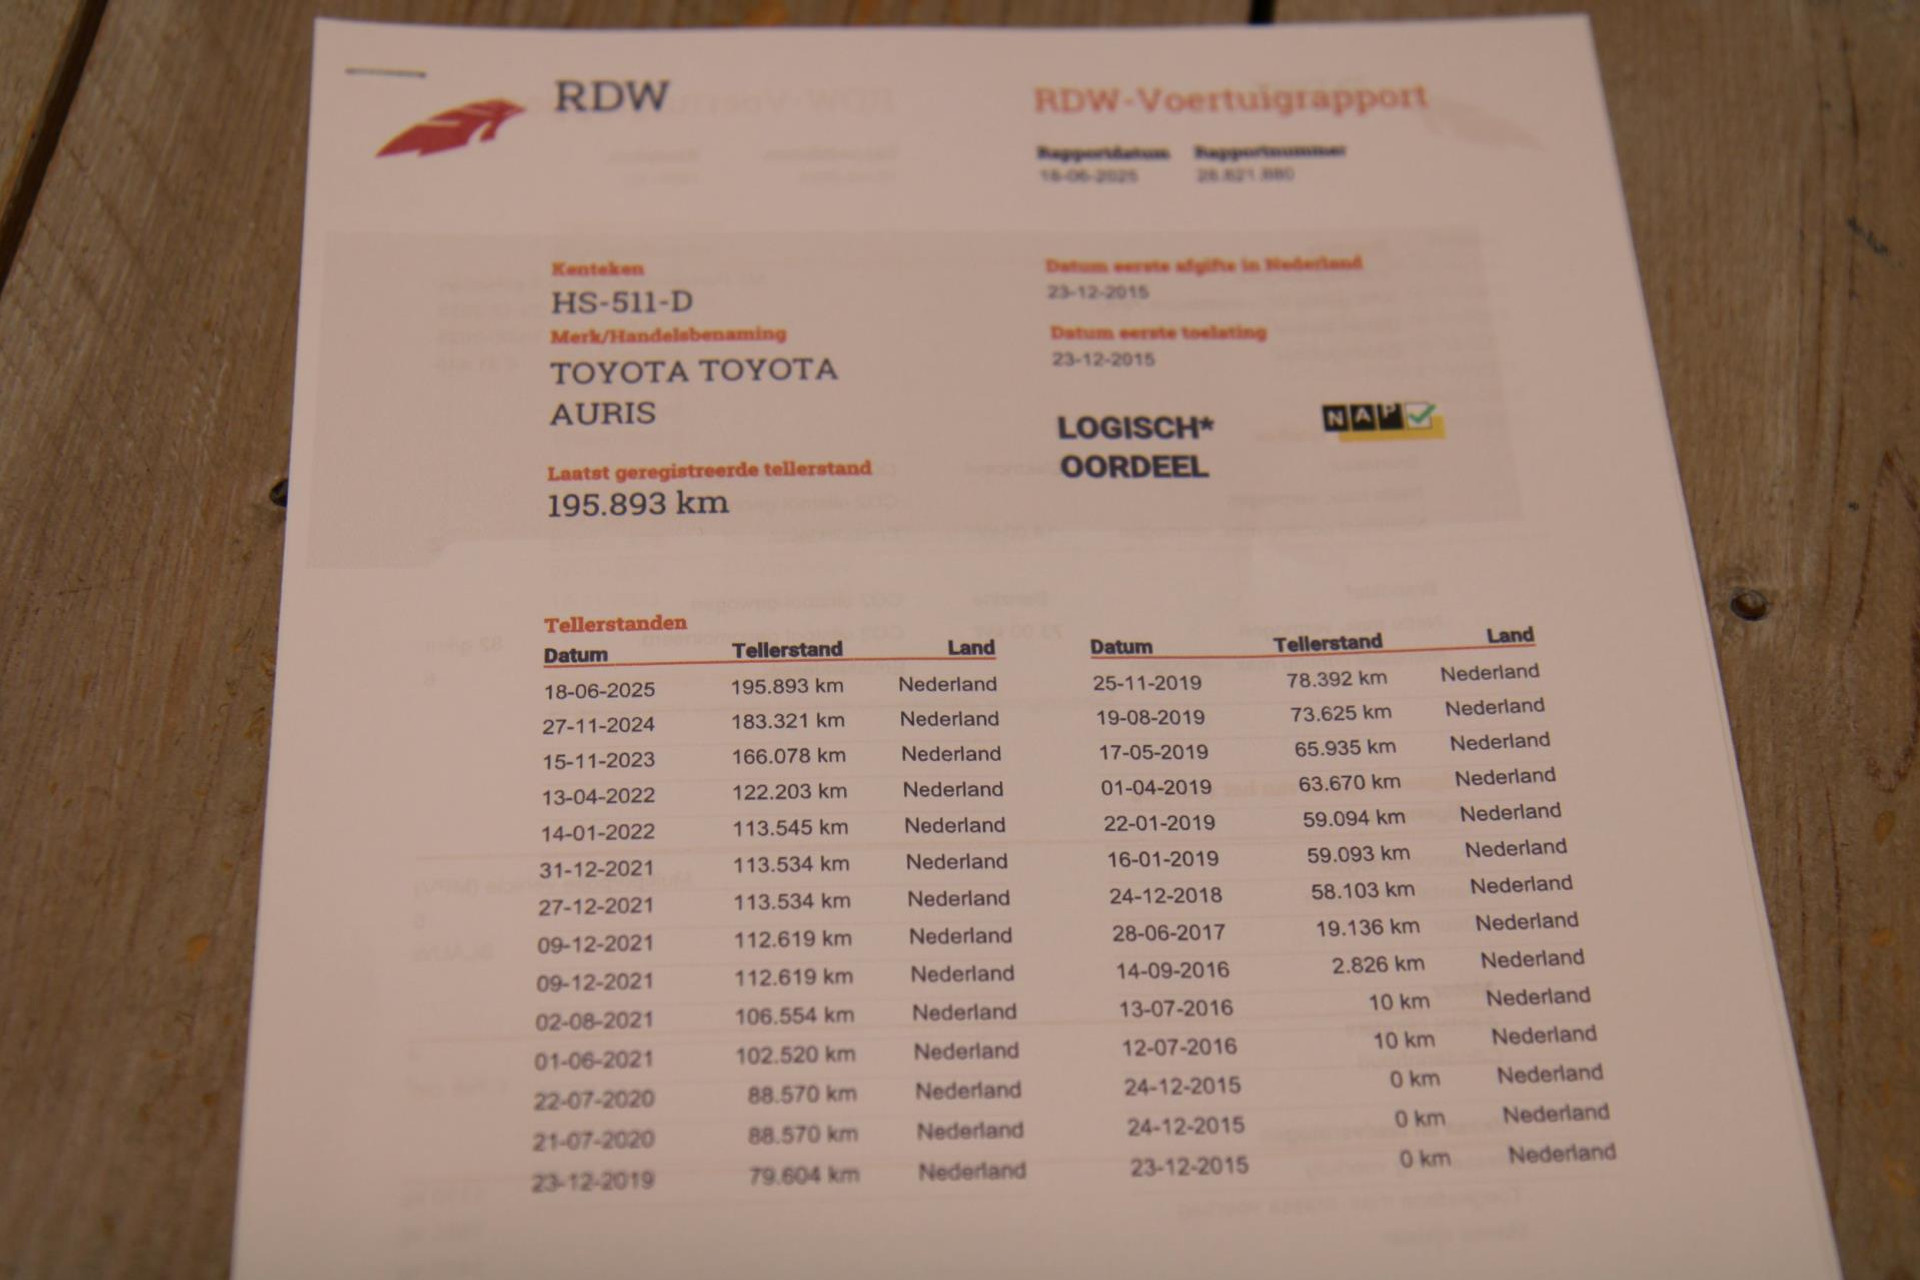 RDW
RDW-Voertuigrapport
Rapportdatum Rapportnummer
18-06-2025 28.821.880
Kenteken
HS-511-D
Merk/Handelsbenaming
TOYOTA TOYOTA
AURIS
Laatst geregistreerde tellerstand
195.893 km
Datum eerste afgifte in Nederland
23-12-2015
Datum eerste toelating
23-12-2015
LOGISCH*
OORDEEL
NAP
Tellerstanden
Datum Tellerstand Land
18-06-2025 195.893 km Nederland
27-11-2024 183.321 km Nederland
15-11-2023 166.078 km Nederland
13-04-2022 122.203 km Nederland
14-01-2022 113.545 km Nederland
31-12-2021 113.534 km Nederland
27-12-2021 113.534 km Nederland
09-12-2021 112.619 km Nederland
09-12-2021 112.619 km Nederland
02-08-2021 106.554 km Nederland
01-06-2021 102.520 km Nederland
22-07-2020 88.570 km Nederland
21-07-2020 88.570 km Nederland
23-12-2019 79.604 km Nederland
Datum Tellerstand Land
25-11-2019 78.392 km Nederland
19-08-2019 73.625 km Nederland
17-05-2019 65.935 km Nederland
01-04-2019 63.670 km Nederland
22-01-2019 59.094 km Nederland
16-01-2019 59.093 km Nederland
24-12-2018 58.103 km Nederland
28-06-2017 19.136 km Nederland
14-09-2016 2.826 km Nederland
13-07-2016 10 km Nederland
12-07-2016 10 km Nederland
24-12-2015 0 km Nederland
24-12-2015 0 km Nederland
23-12-2015 0 km Nederland